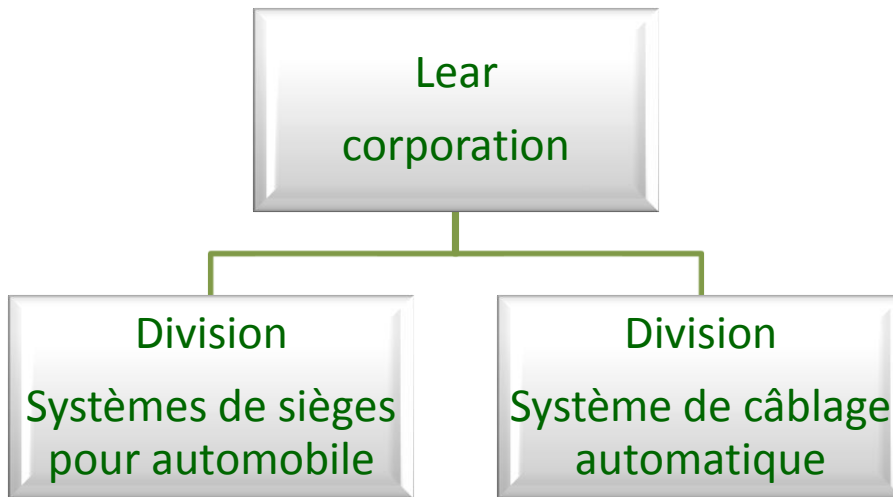 Lear
corporation
Division
Systèmes de sièges
pour automobile
Division
Système de câblage
automatique